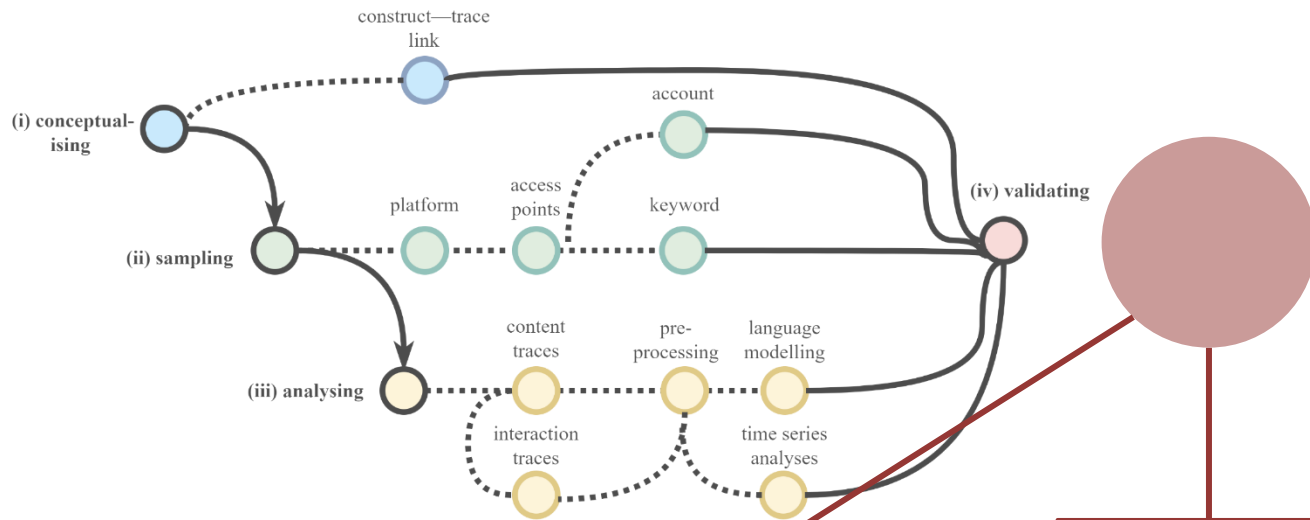 construct—trace
link
account
(i) conceptual-
ising
access
points
(iv) validating
platform
keyword
(ii) sampling
content
traces
pre-
processing
language
modelling
(iii) analysing
interaction
traces
time series
analyses